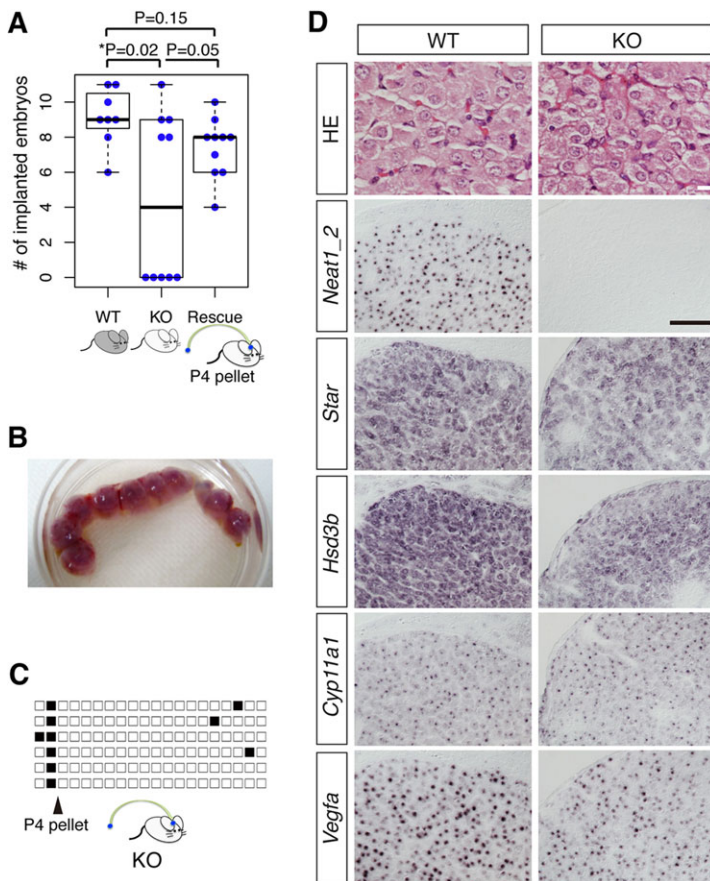 A
P=0.15
*P=0.02 P=0.05
# of implanted embryos
10
8
6
4
2
0
WT KO Rescue
P4 pellet
B
C
P4 pellet
KO
D
WT KO
HE
Neat1_2
Star
Hsd3b
Cyp11a1
Vegfa